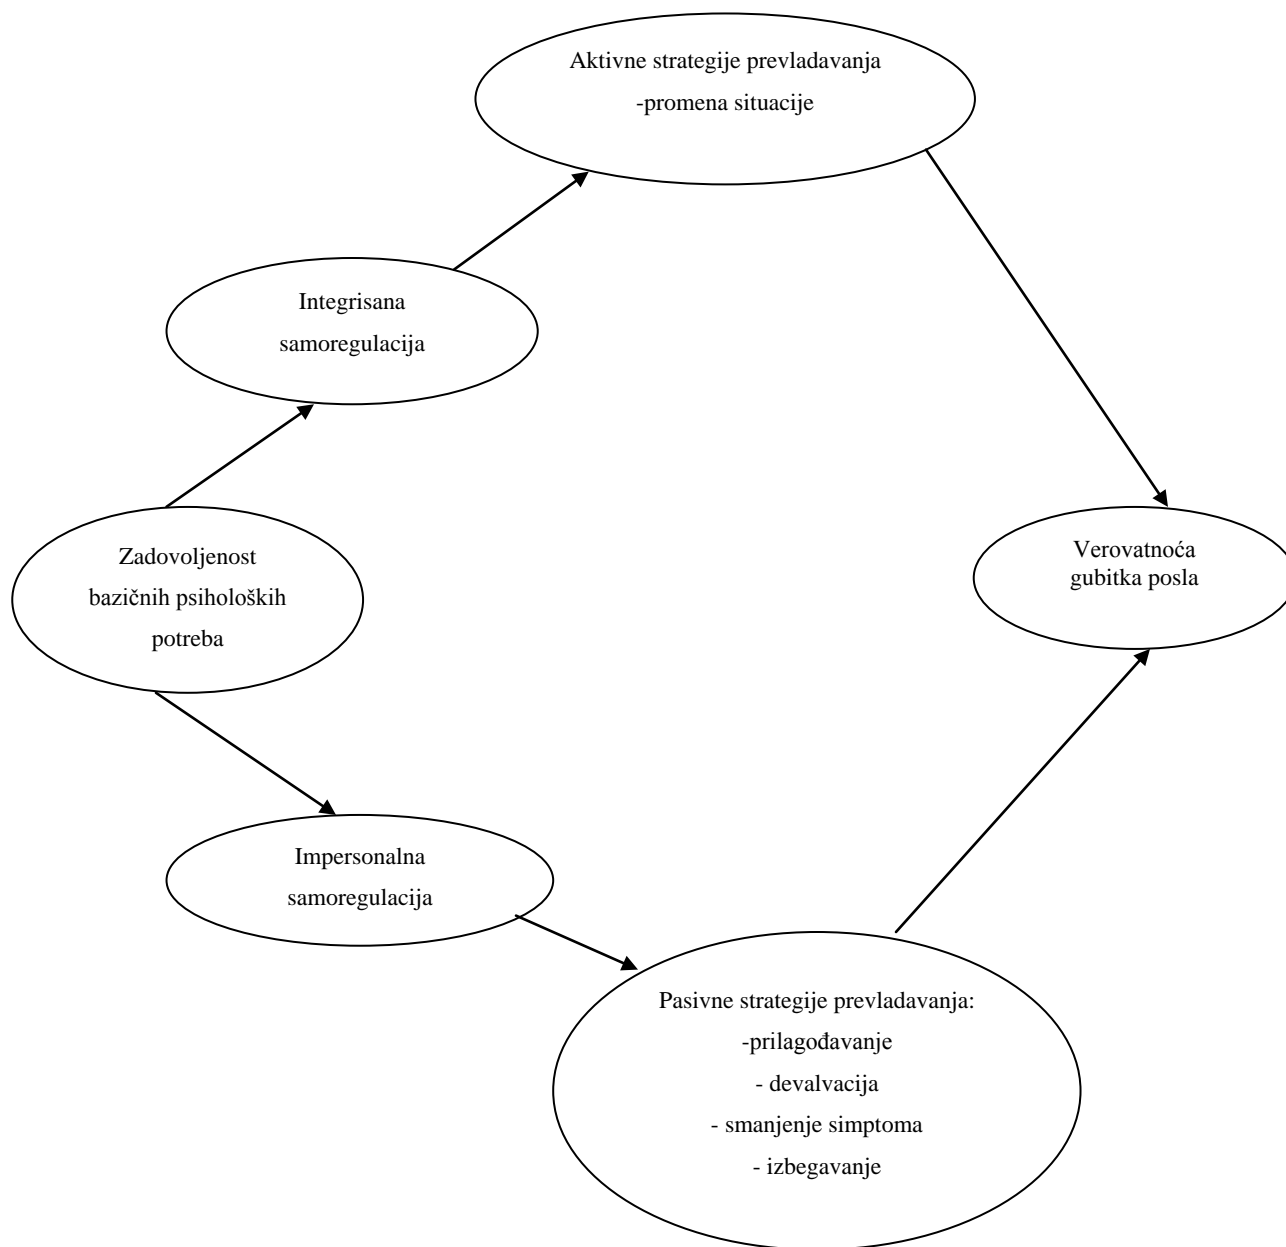 Aktivne strategije prevladavanja
-promena situacije
Integrisana
samoregulacija
Zadovoljenost
bazičnih psiholoških
potreba
Verovatnoća
gubitka posla
Impersonalna
samoregulacija
Pasivne strategije prevladavanja:
-prilagođavanje
- devalvacija
- smanjenje simptoma
- izbegavanje